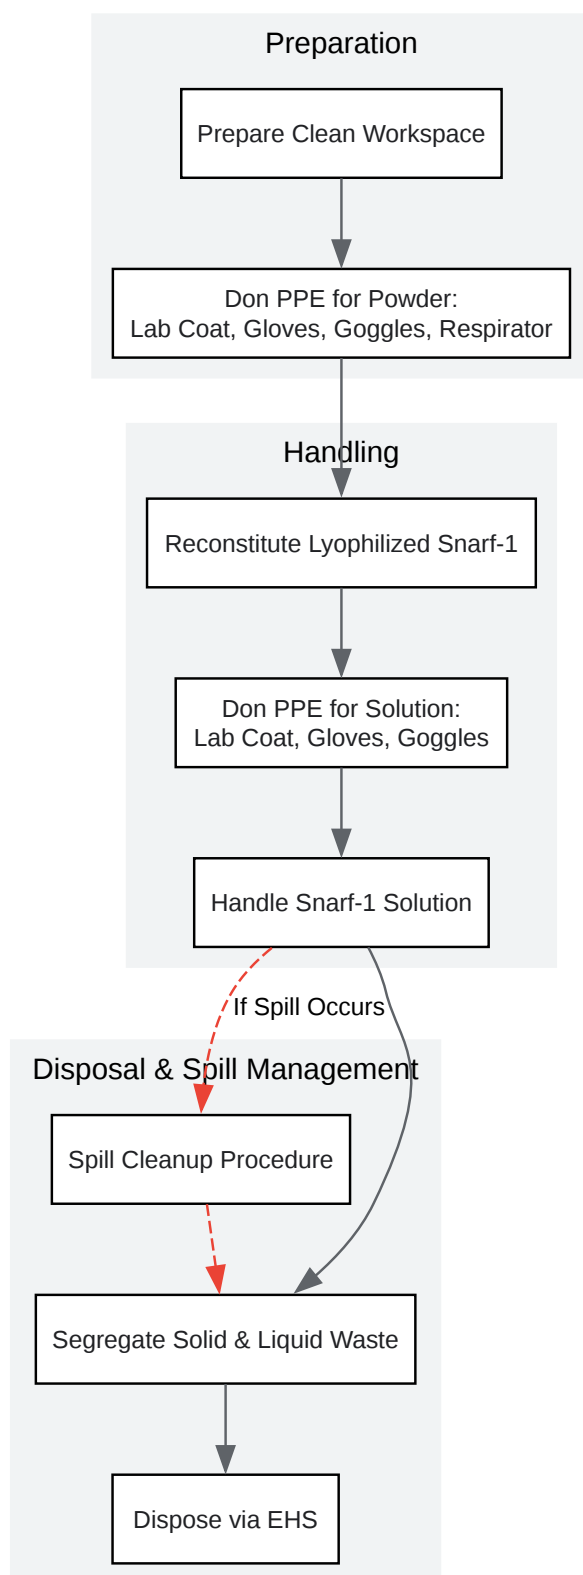 Preparation
Prepare Clean Workspace
Don PPE for Powder:
Lab Coat, Gloves, Goggles, Respirator
Handling
Reconstitute Lyophilized Snarf-1
Don PPE for Solution:
Lab Coat, Gloves, Goggles
Handle Snarf-1 Solution
If Spill Occurs
Disposal & Spill Management
Spill Cleanup Procedure
Segregate Solid & Liquid Waste
Dispose via EHS